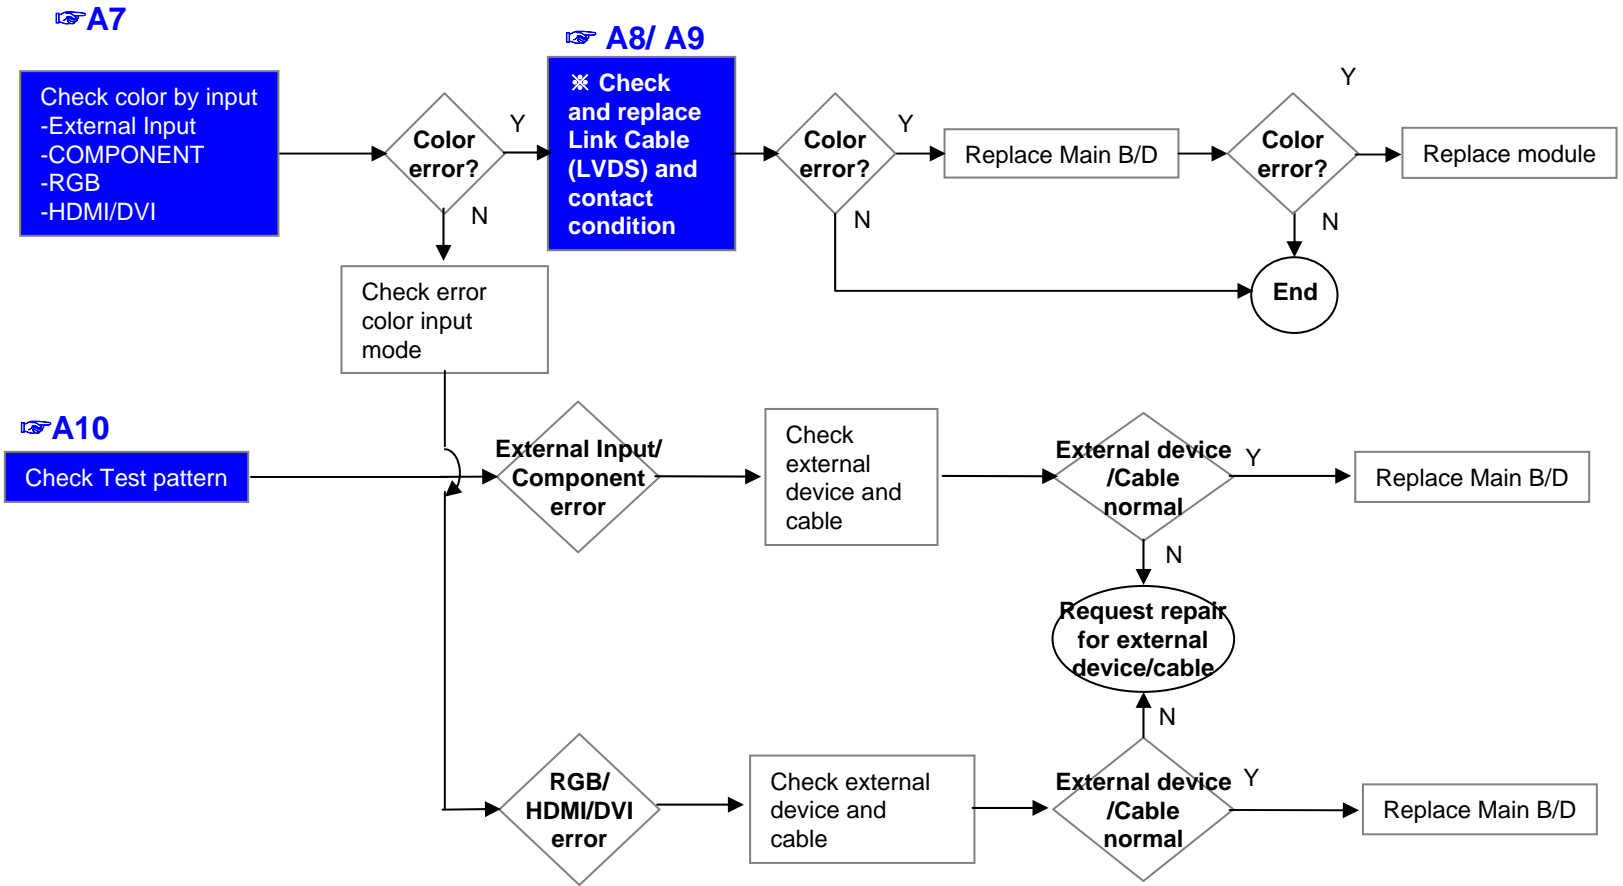 ☞A7
☞ A8/ A9
Check color by input
-External Input
-COMPONENT
-RGB
-HDMI/DVI
Color
error?
Y
N
※ Check
and replace
Link Cable
(LVDS) and
contact
condition
Color
error?
Y
N
Replace Main B/D
Color
error?
Y
N
Replace module
End
Check error
color input
mode
☞A10
Check Test pattern
External Input/
Component
error
Check
external
device and
cable
External device
/Cable
normal
Y
N
Replace Main B/D
Request repair
for external
device/cable
N
RGB/
HDMI/DVI
error
Check external
device and
cable
External device
/Cable
normal
Y
Replace Main B/D